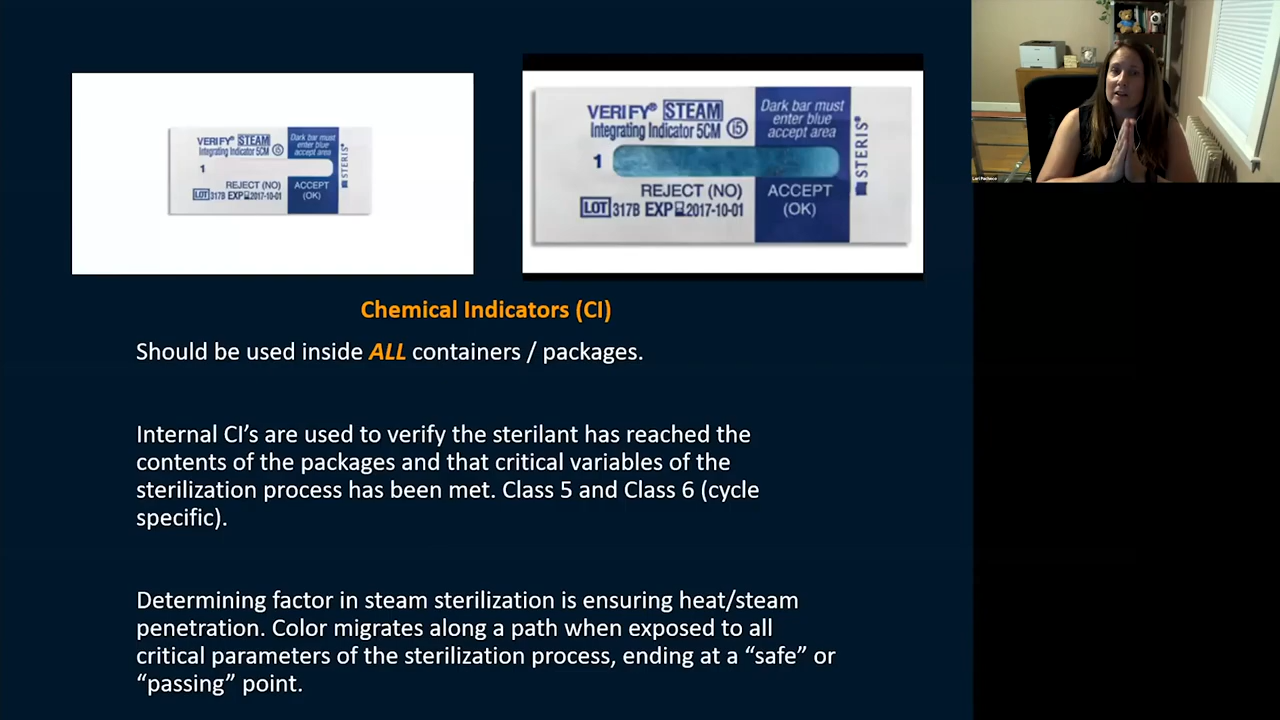 VERIFY® STEAM
Integrating Indicator 5CM i5
Dark bar must
enter blue
accept area
1
REJECT (NO)
ACCEPT
(OK)
LOT 317B EXP 2017-10-01
STERIS®
VERIFY® STEAM
Integrating Indicator 5CM i5
Dark bar must
enter blue
accept area
1
REJECT (NO)
ACCEPT
(OK)
LOT 317B EXP 2017-10-01
STERIS®
Lori Pacheco
Chemical Indicators (CI)
Should be used inside ALL containers / packages.
Internal CI’s are used to verify the sterilant has reached the
contents of the packages and that critical variables of the
sterilization process has been met. Class 5 and Class 6 (cycle
specific).
Determining factor in steam sterilization is ensuring heat/steam
penetration. Color migrates along a path when exposed to all
critical parameters of the sterilization process, ending at a “safe” or
“passing” point.